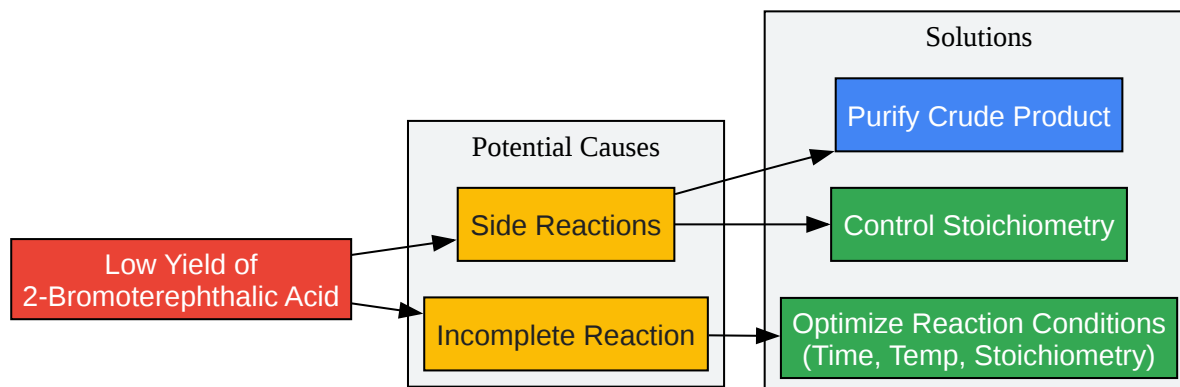 Low Yield of
2-Bromoterephthalic Acid
Potential Causes
Side Reactions
Incomplete Reaction
Solutions
Purify Crude Product
Control Stoichiometry
Optimize Reaction Conditions
(Time, Temp, Stoichiometry)